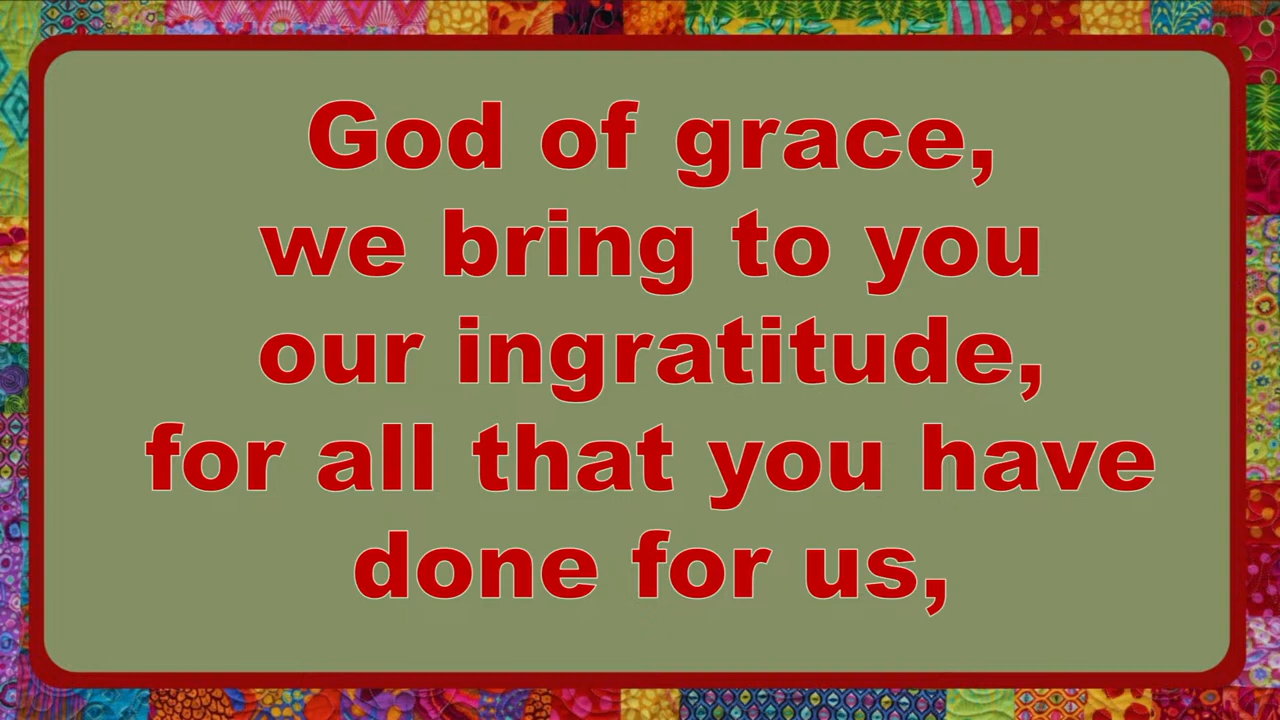 God of grace,
we bring to you
our ingratitude,
for all that you have
done for us,